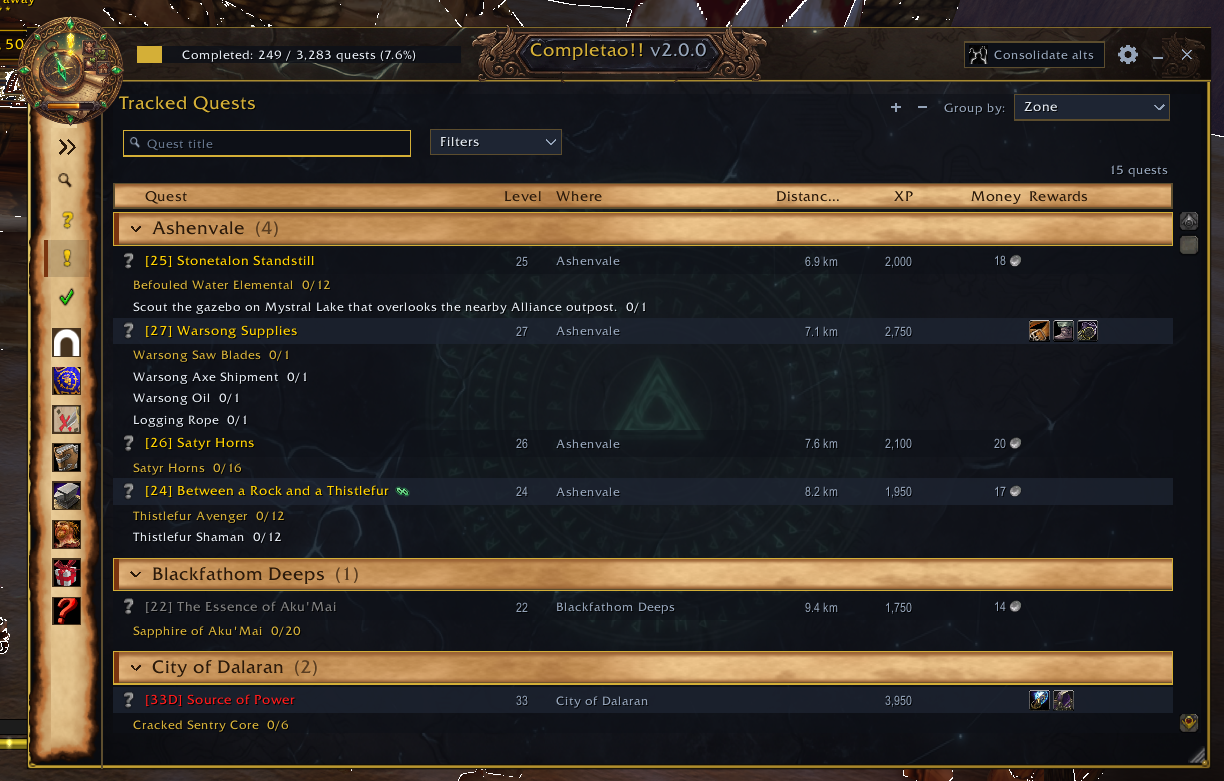 away
.50
Completed: 249 / 3,283 quests (7.6%)
Completao!! v2.0.0
Consolidate alts
Tracked Quests
+ − Group by: Zone
Quest title
Filters
15 quests
Quest Level Where Distanc... XP Money Rewards
Ashenvale (4)
? [25] Stonetalon Standstill 25 Ashenvale 6.9 km 2,000 18
Befouled Water Elemental 0/12
Scout the gazebo on Mystral Lake that overlooks the nearby Alliance outpost. 0/1
? [27] Warsong Supplies 27 Ashenvale 7.1 km 2,750
Warsong Saw Blades 0/1
Warsong Axe Shipment 0/1
Warsong Oil 0/1
Logging Rope 0/1
? [26] Satyr Horns 26 Ashenvale 7.6 km 2,100 20
Satyr Horns 0/16
? [24] Between a Rock and a Thistlefur 24 Ashenvale 8.2 km 1,950 17
Thistlefur Avenger 0/12
Thistlefur Shaman 0/12
Blackfathom Deeps (1)
? [22] The Essence of Aku'Mai 22 Blackfathom Deeps 9.4 km 1,750 14
Sapphire of Aku'Mai 0/20
City of Dalaran (2)
? [33D] Source of Power 33 City of Dalaran 3,950
Cracked Sentry Core 0/6